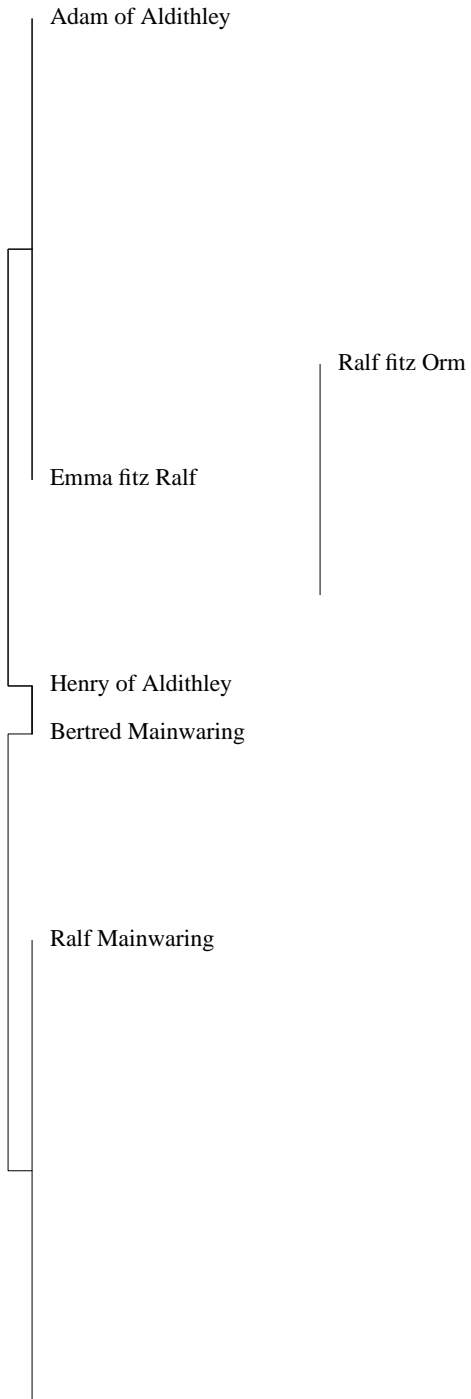 Adam of Aldithley
Ralf fitz Orm
Emma fitz Ralf
Henry of Aldithley
Bertred Mainwaring
Ralf Mainwaring